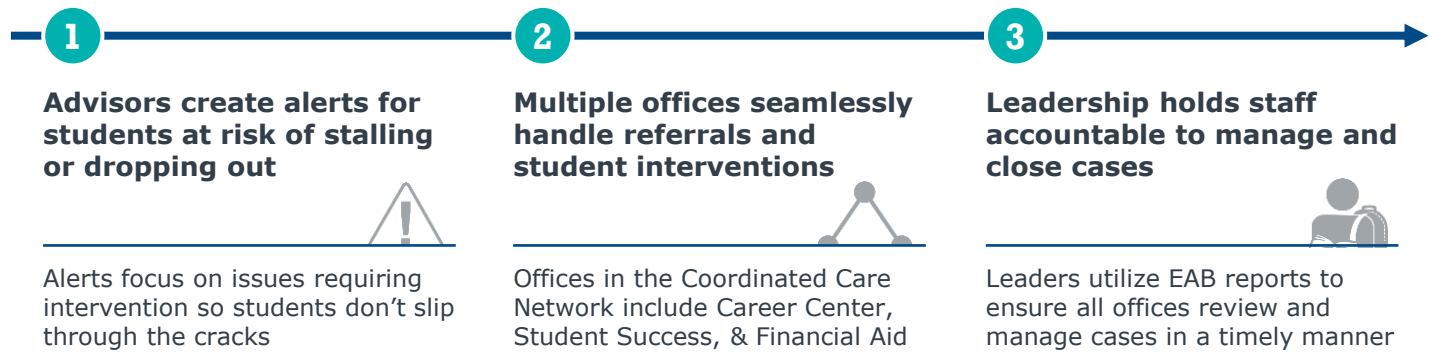 1
Advisors create alerts for
students at risk of stalling
or dropping out
Alerts focus on issues requiring
intervention so students don’t slip
through the cracks
2
Multiple offices seamlessly
handle referrals and
student interventions
Offices in the Coordinated Care
Network include Career Center,
Student Success, & Financial Aid
3
Leadership holds staff
accountable to manage and
close cases
Leaders utilize EAB reports to
ensure all offices review and
manage cases in a timely manner